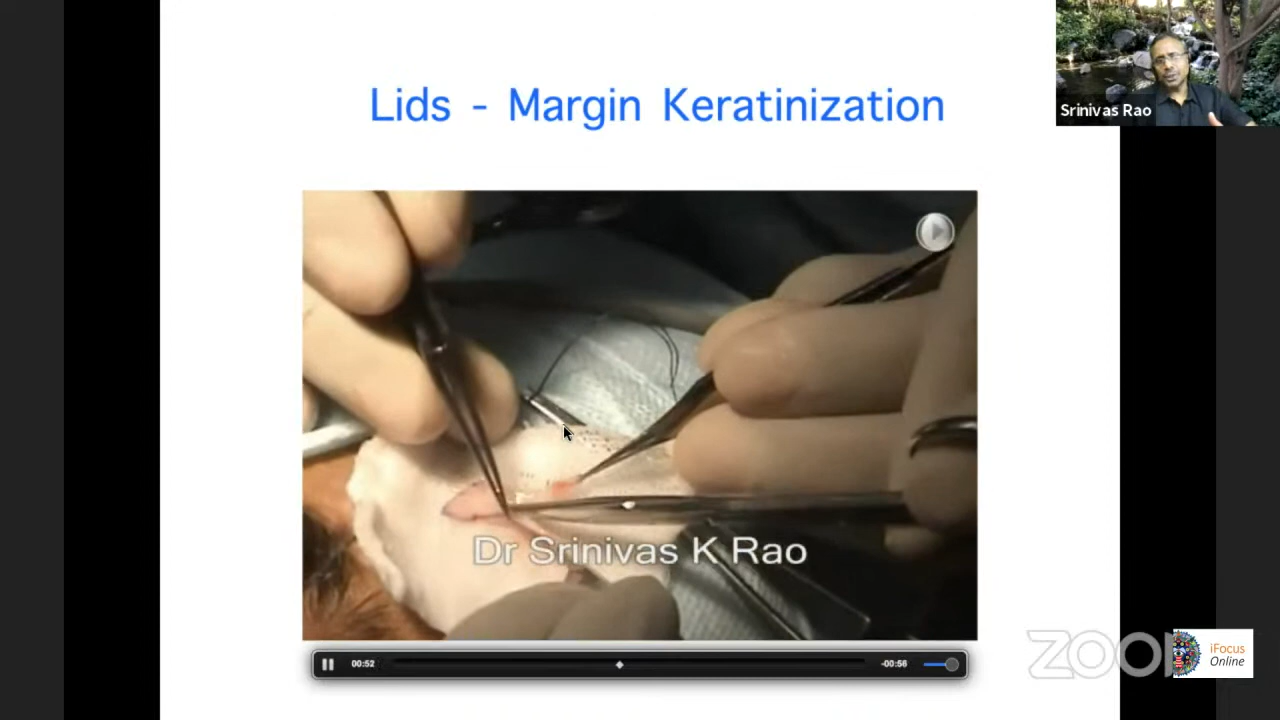 Lids - Margin Keratinization
Srinivas Rao
Dr Srinivas K Rao
00:52
-00:56
zoom
iFocus
Online